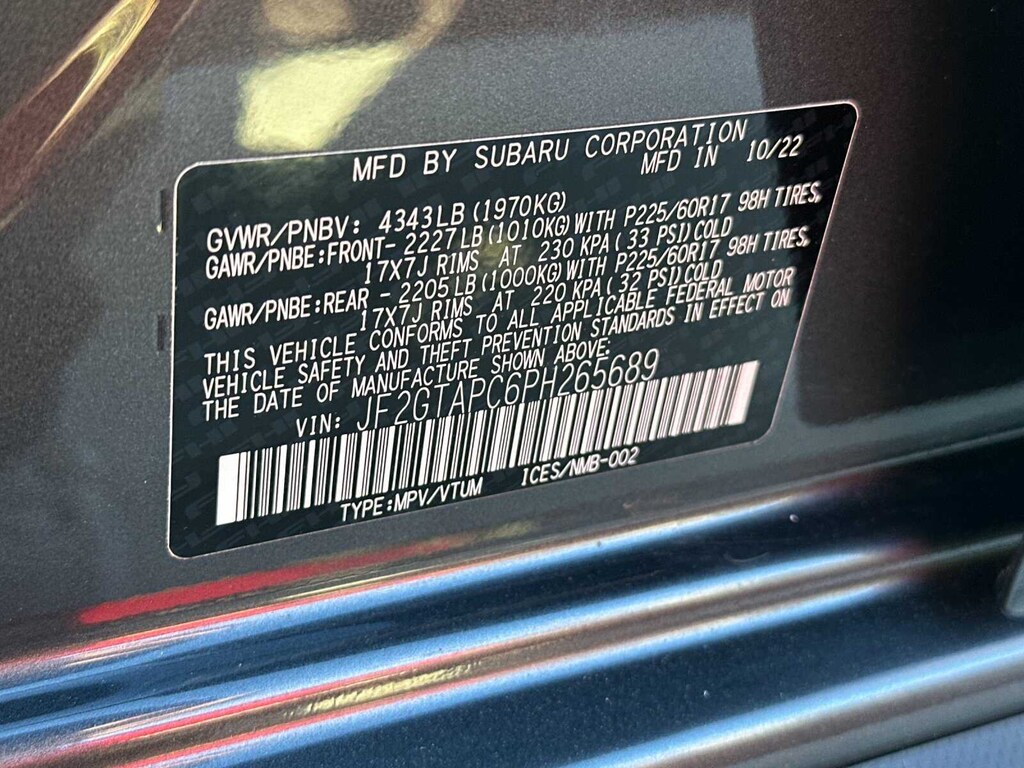 MFD BY SUBARU CORPORATION
MFD IN 10/22
GVWR/PNBV: 4343LB (1970KG)
GAWR/PNBE:FRONT- 2227LB (1010KG) WITH P225/60R17 98H TIRES,
17X7J RIMS AT 230 KPA (33 PSI) COLD
GAWR/PNBE:REAR - 2205LB (1000KG) WITH P225/60R17 98H TIRES,
17X7J RIMS AT 220 KPA (32 PSI) COLD
THIS VEHICLE CONFORMS TO ALL APPLICABLE FEDERAL MOTOR
VEHICLE SAFETY AND THEFT PREVENTION STANDARDS IN EFFECT ON
THE DATE OF MANUFACTURE SHOWN ABOVE:
VIN: JF2GTAPC6PH265689
TYPE:MPV/VTUM ICES/NMB-002